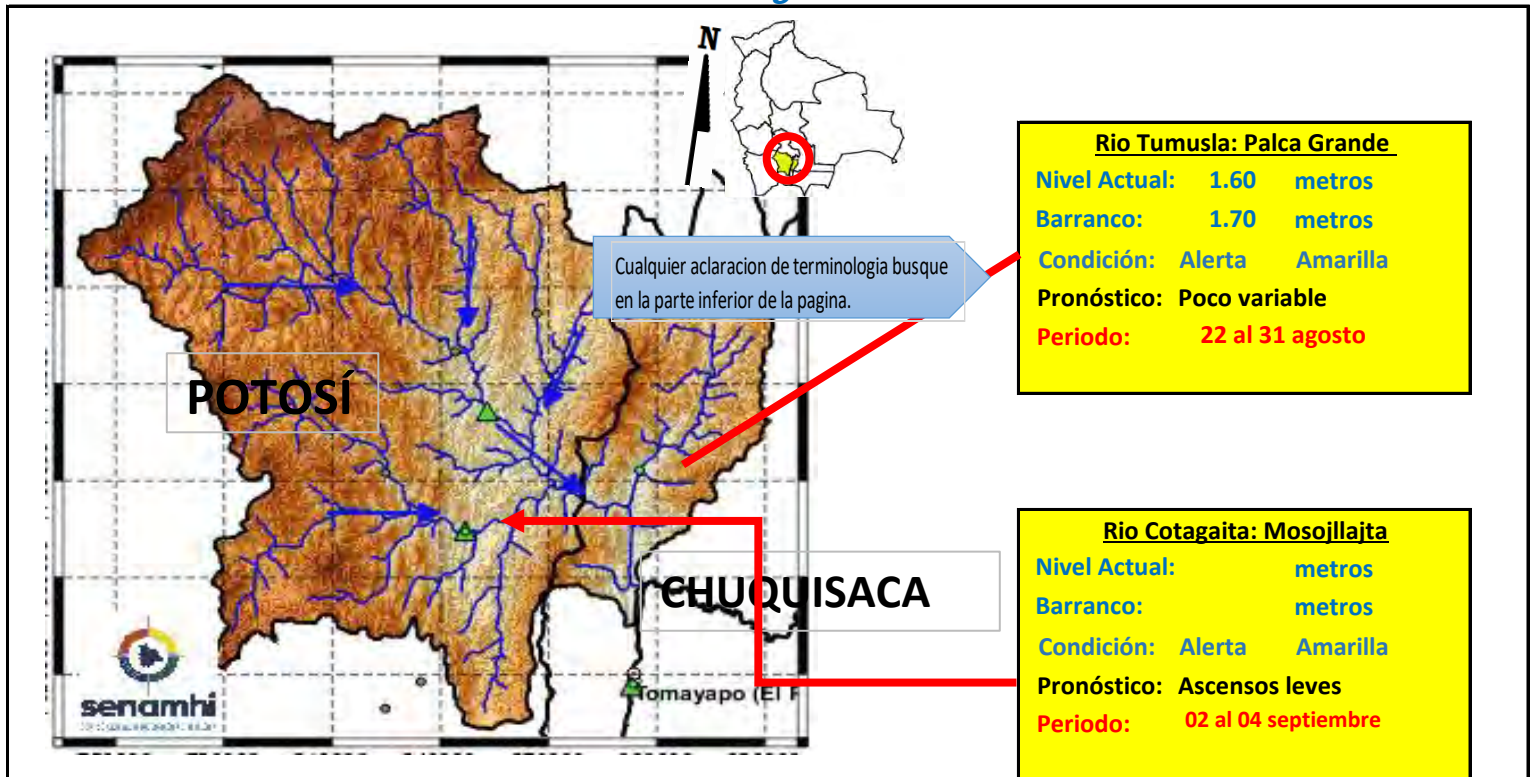 N
Cualquier aclaracion de terminologia busque
en la parte inferior de la pagina.
POTOSÍ
CHUQUISACA
Tomayapo (El
senamhi
Rio Tumusla: Palca Grande
Nivel Actual: 1.60 metros
Barranco: 1.70 metros
Condición: Alerta Amarilla
Pronóstico: Poco variable
Periodo: 22 al 31 agosto
Rio Cotagaita: Mosojllajta
Nivel Actual: metros
Barranco: metros
Condición: Alerta Amarilla
Pronóstico: Ascensos leves
Periodo: 02 al 04 septiembre